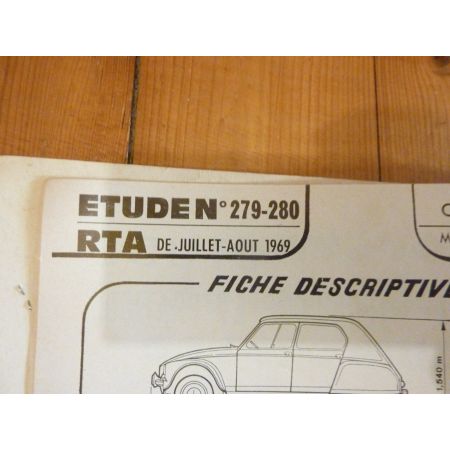 ETUDE N° 279-280
RTA DE JUILLET-AOUT 1969
C
M
FICHE DESCRIPTIVE
1,540 m